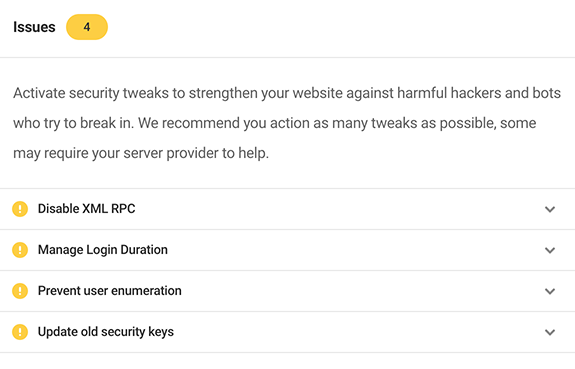 Issues 4
Activate security tweaks to strengthen your website against harmful hackers and bots
who try to break in. We recommend you action as many tweaks as possible, some
may require your server provider to help.
Disable XML RPC
Manage Login Duration
Prevent user enumeration
Update old security keys